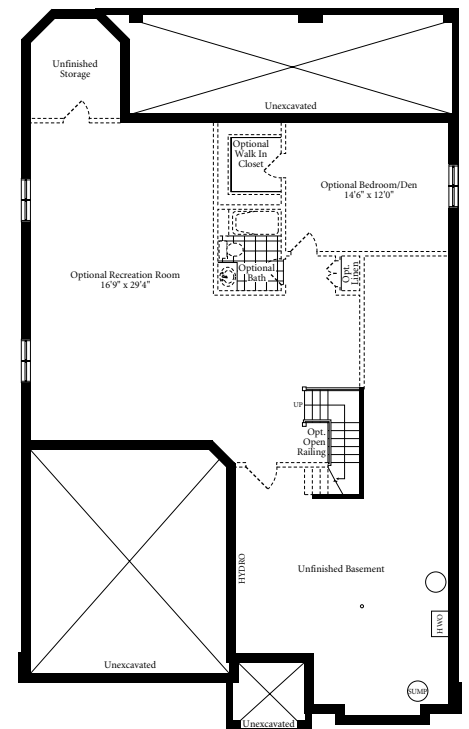 Unfinished
Storage
Unexcavated
Optional
Walk In
Closet
Optional Bedroom/Den
14'6" x 12'0"
Optional
Bath
Opt.
Linen
Optional Recreation Room
16'9" x 29'4"
UP
Opt.
Open
Railing
HYDRO
Unfinished Basement
HWO
Unexcavated
SUMP
Unexcavated